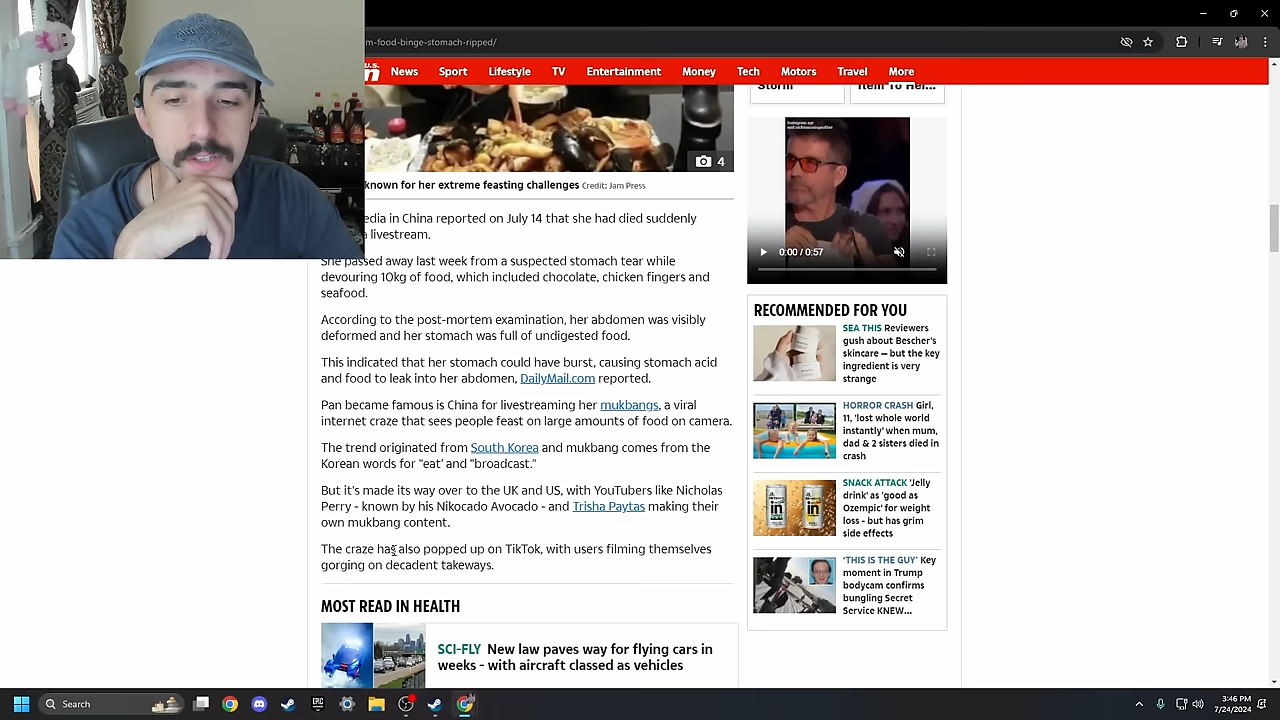 m-food-binge-stomach-ripped/
U.S.
News Sport Lifestyle TV Entertainment Money Tech Motors Travel More
Storm
Item To Her...
4
known for her extreme feasting challenges Credit: Jam Press
in China reported on July 14 that she had died suddenly
livestream.
She passed away last week from a suspected stomach tear while
devouring 10kg of food, which included chocolate, chicken fingers and
seafood.
According to the post-mortem examination, her abdomen was visibly
deformed and her stomach was full of undigested food.
This indicated that her stomach could have burst, causing stomach acid
and food to leak into her abdomen, DailyMail.com reported.
Pan became famous is China for livestreaming her mukbangs, a viral
internet craze that sees people feast on large amounts of food on camera.
The trend originated from South Korea and mukbang comes from the
Korean words for "eat' and "broadcast."
But it's made its way over to the UK and US, with YouTubers like Nicholas
Perry - known by his Nikocado Avocado - and Trisha Paytas making their
own mukbang content.
The craze has also popped up on TikTok, with users filming themselves
gorging on decadent takeways.
MOST READ IN HEALTH
SCI-FLY New law paves way for flying cars in
weeks - with aircraft classed as vehicles
0:00 / 0:57
RECOMMENDED FOR YOU
SEA THIS Reviewers
gush about Bescher's
skincare – but the key
ingredient is very
strange
HORROR CRASH Girl,
11, 'lost whole world
instantly' when mum,
dad & 2 sisters died in
crash
SNACK ATTACK 'Jelly
drink' as 'good as
Ozempic' for weight
loss - but has grim
side effects
'THIS IS THE GUY' Key
moment in Trump
bodycam confirms
bungling Secret
Service KNEW...
Search
3:46 PM
7/24/2024